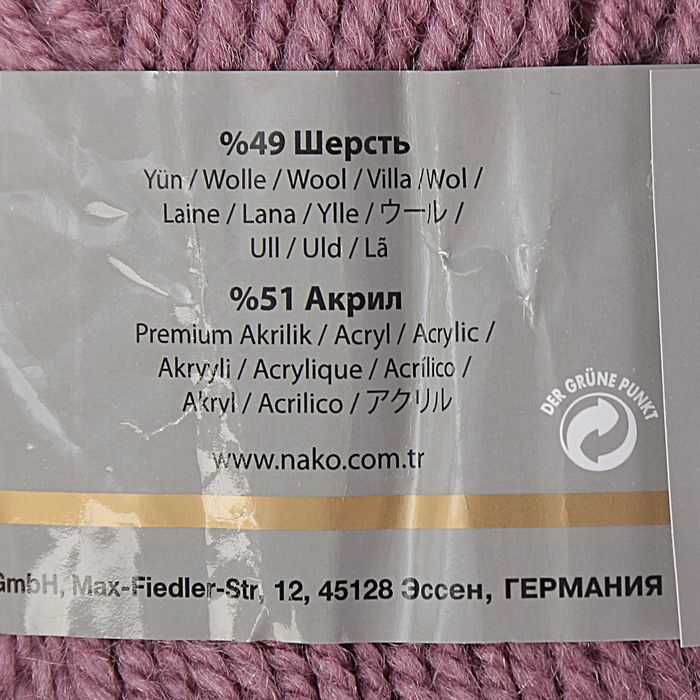 %49 Шерсть
Yün / Wolle / Wool / Villa /Wol /
Laine / Lana / Ylle / ウール /
Ull / Uld / Lã
%51 Акрил
Premium Akrilik / Acryl / Acrylic /
Akryyli / Acrylique / Acrílico /
Akryl / Acrilico / アクリル
DER GRÜNE PUNKT
www.nako.com.tr
GmbH, Max-Fiedler-Str, 12, 45128 Эссен, ГЕРМАНИЯ